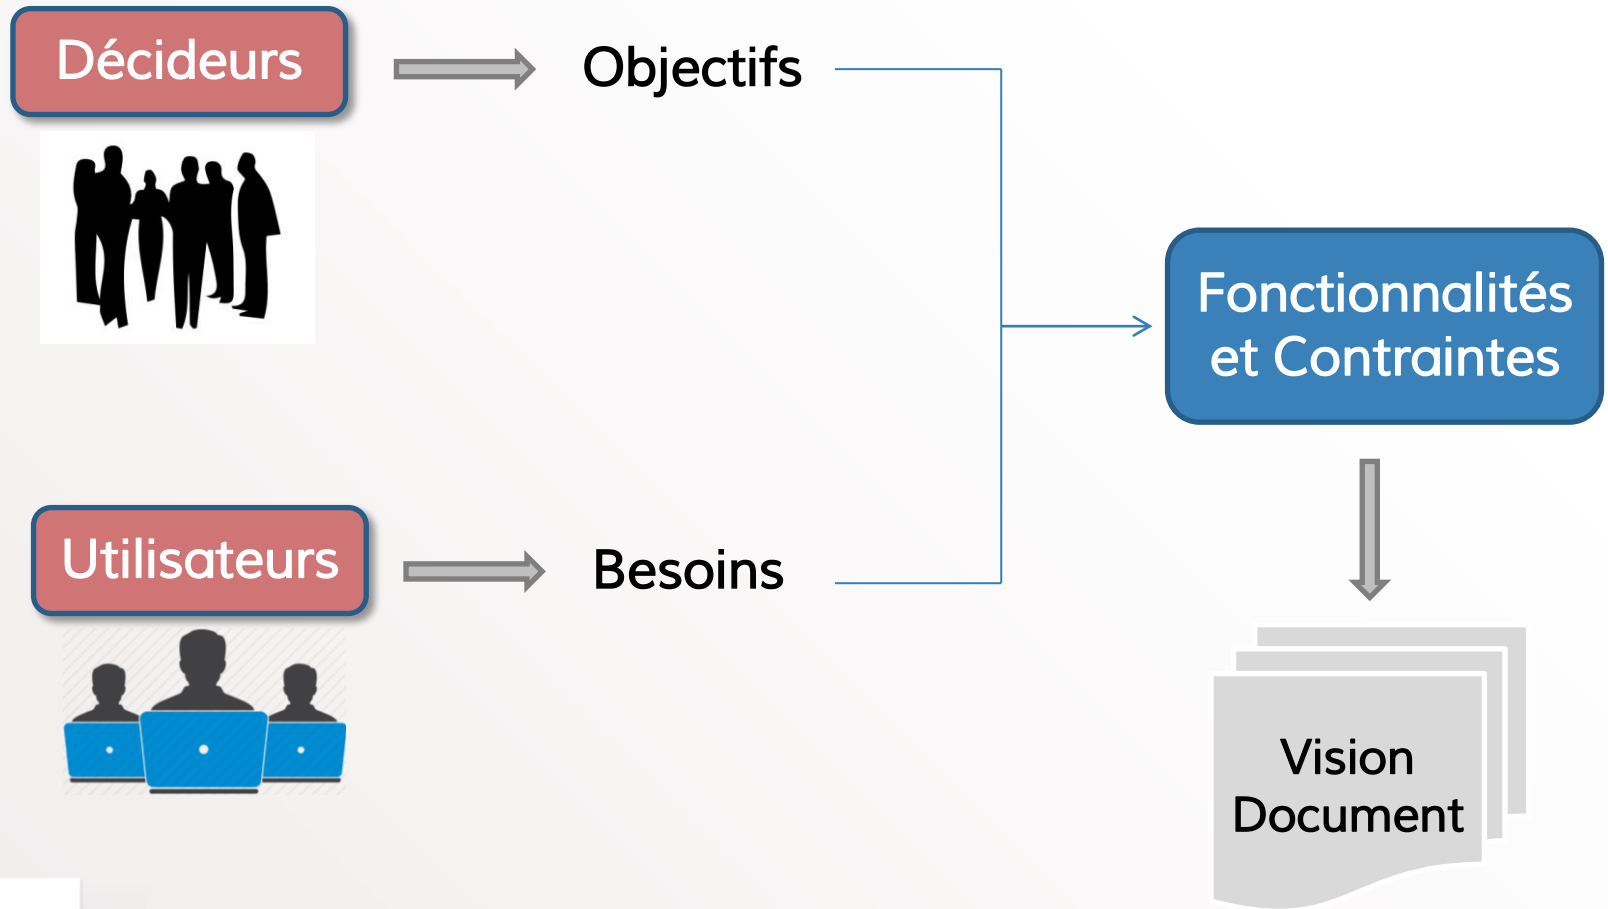 Décideurs
Objectifs
Fonctionnalités
et Contraintes
Utilisateurs
Besoins
Vision
Document